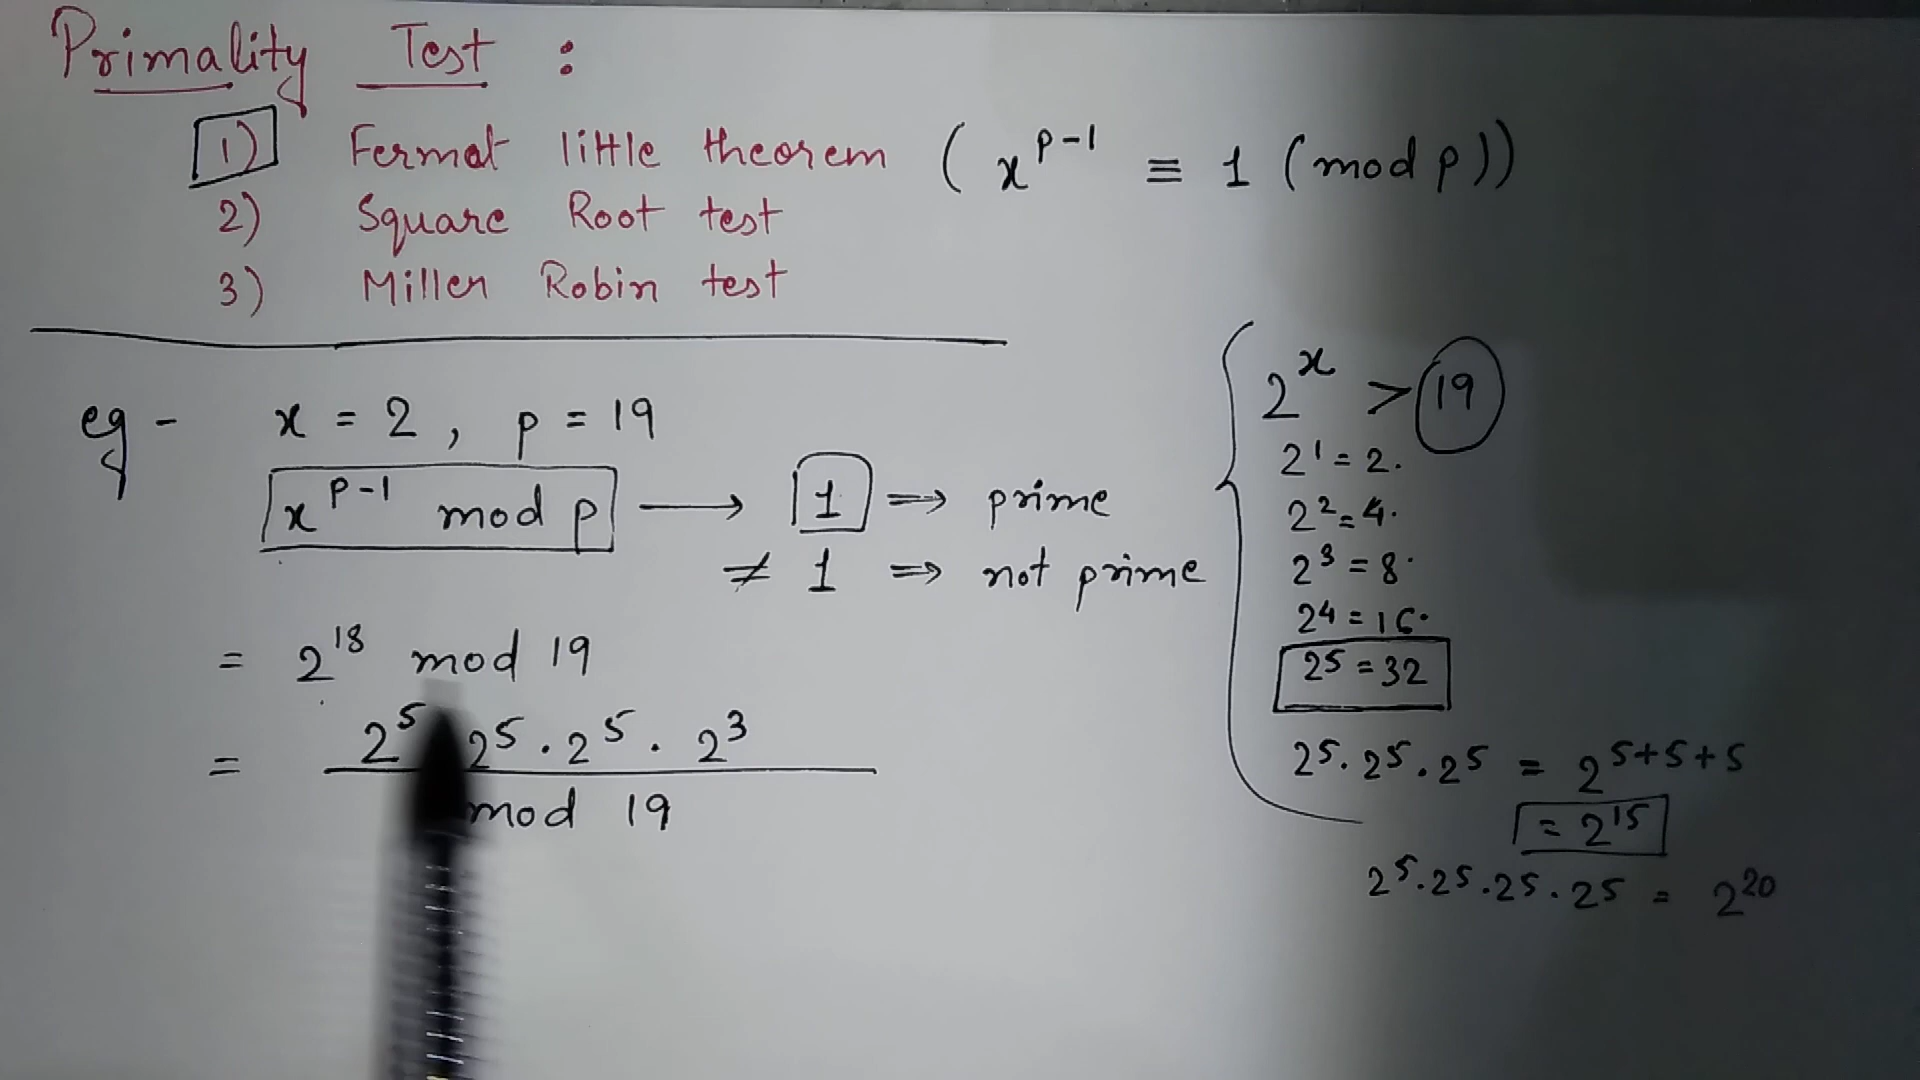 Primality Test :
1) Fermat little theorem ( x^{p-1} ≡ 1 (mod p))
2) Square Root test
3) Miller Robin test
eg - x = 2 , p = 19
x^{p-1} mod p → 1 ⇒ prime
≠ 1 ⇒ not prime
= 2^{18} mod 19
= 2^5 2^5 . 2^5 . 2^3
mod 19
2^x > 19
2^1 = 2.
2^2 = 4.
2^3 = 8.
2^4 = 16.
2^5 = 32
2^5 . 2^5 . 2^5 = 2^{5+5+5}
= 2^{15}
2^5 . 2^5 . 2^5 . 2^5 = 2^{20}